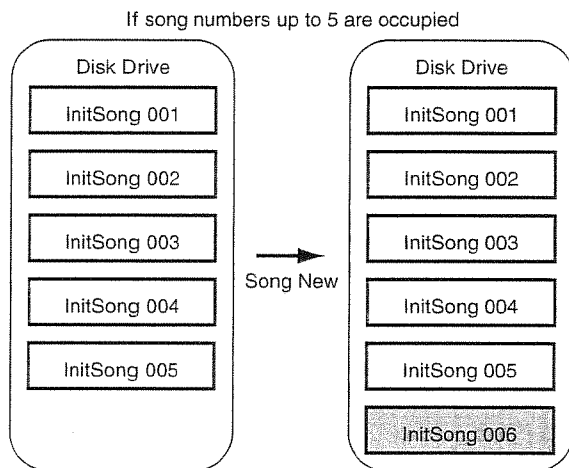 If song numbers up to 5 are occupied
Disk Drive
InitSong 001
InitSong 002
InitSong 003
InitSong 004
InitSong 005
Song New
Disk Drive
InitSong 001
InitSong 002
InitSong 003
InitSong 004
InitSong 005
InitSong 006